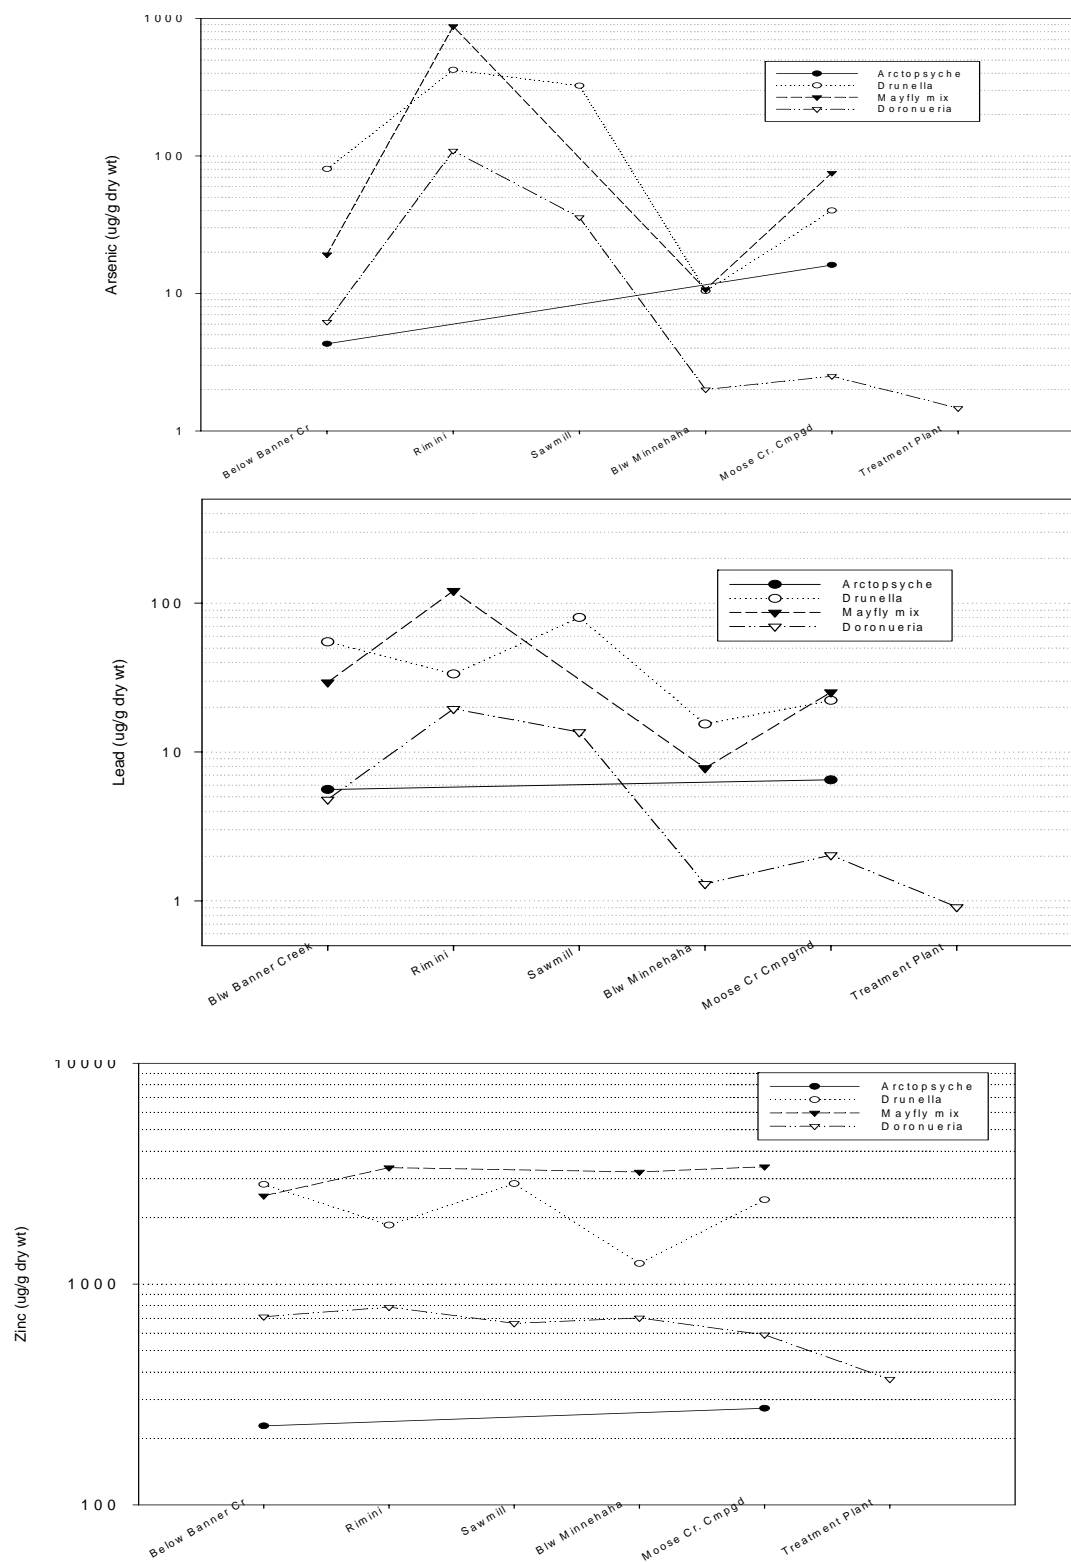 1000
100
10
1
Arsenic (ug/g dry wt)
Arctopsyche
Drunella
Mayfly mix
Doronueria
Below Banner Cr
Rimini
Sawmill
Blw Minnehaha
Moose Cr. Cmpgd
Treatment Plant
100
10
1
Lead (ug/g dry wt)
Arctopsyche
Drunella
Mayfly mix
Doronueria
Blw Banner Creek
Rimini
Sawmill
Blw Minnehaha
Moose Cr Cmpgrnd
Treatment Plant
10000
1000
100
Zinc (ug/g dry wt)
Arctopsyche
Drunella
Mayfly mix
Doronueria
Below Banner Cr
Rimini
Sawmill
Blw Minnehaha
Moose Cr. Cmpgd
Treatment Plant